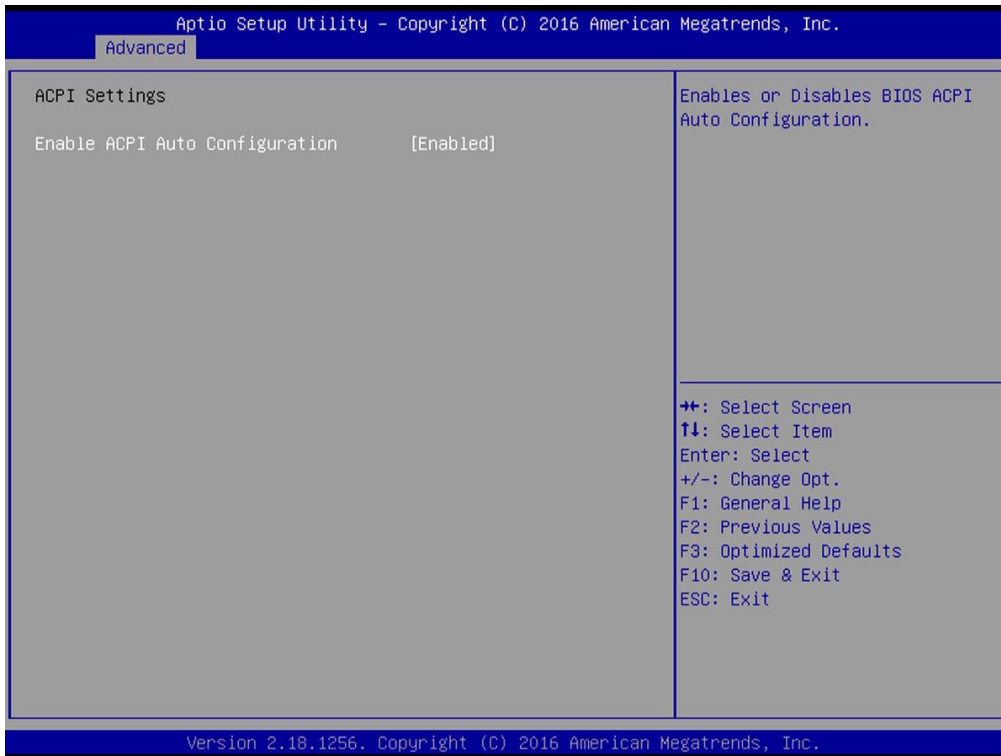 Aptio Setup Utility – Copyright (C) 2016 American Megatrends, Inc.
Advanced
ACPI Settings
Enable ACPI Auto Configuration [Enabled]
Enables or Disables BIOS ACPI
Auto Configuration.
→←: Select Screen
↑↓: Select Item
Enter: Select
+/-: Change Opt.
F1: General Help
F2: Previous Values
F3: Optimized Defaults
F10: Save & Exit
ESC: Exit
Version 2.18.1256. Copyright (C) 2016 American Megatrends, Inc.